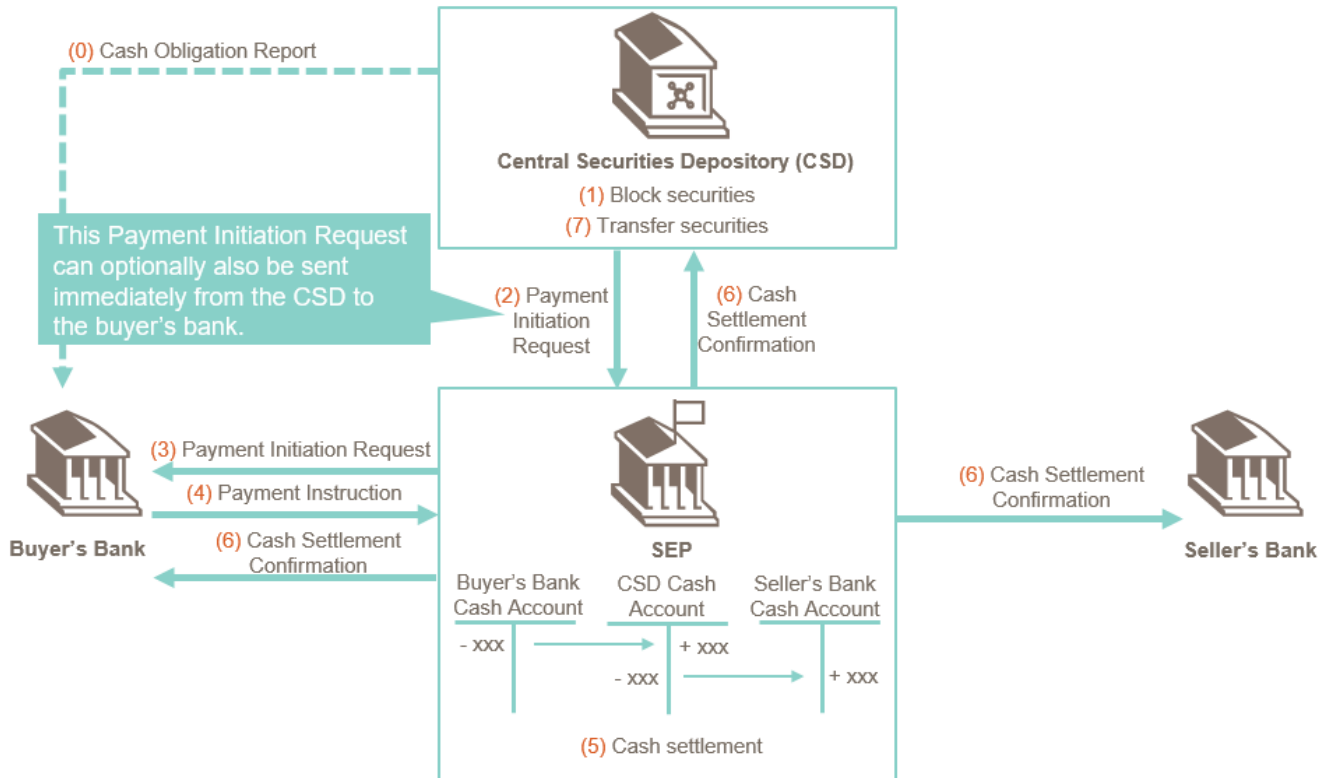 (0) Cash Obligation Report
Central Securities Depository (CSD)
(1) Block securities
(7) Transfer securities
This Payment Initiation Request
can optionally also be sent
immediately from the CSD to
the buyer's bank.
(2) Payment
Initiation
Request
(6) Cash
Settlement
Confirmation
(3) Payment Initiation Request
(4) Payment Instruction
(6) Cash Settlement
Confirmation
Buyer's Bank
SEP
(6) Cash Settlement
Confirmation
Seller's Bank
Buyer's Bank
Cash Account
CSD Cash
Account
Seller's Bank
Cash Account
- xxx
+ xxx
- xxx
+ xxx
(5) Cash settlement